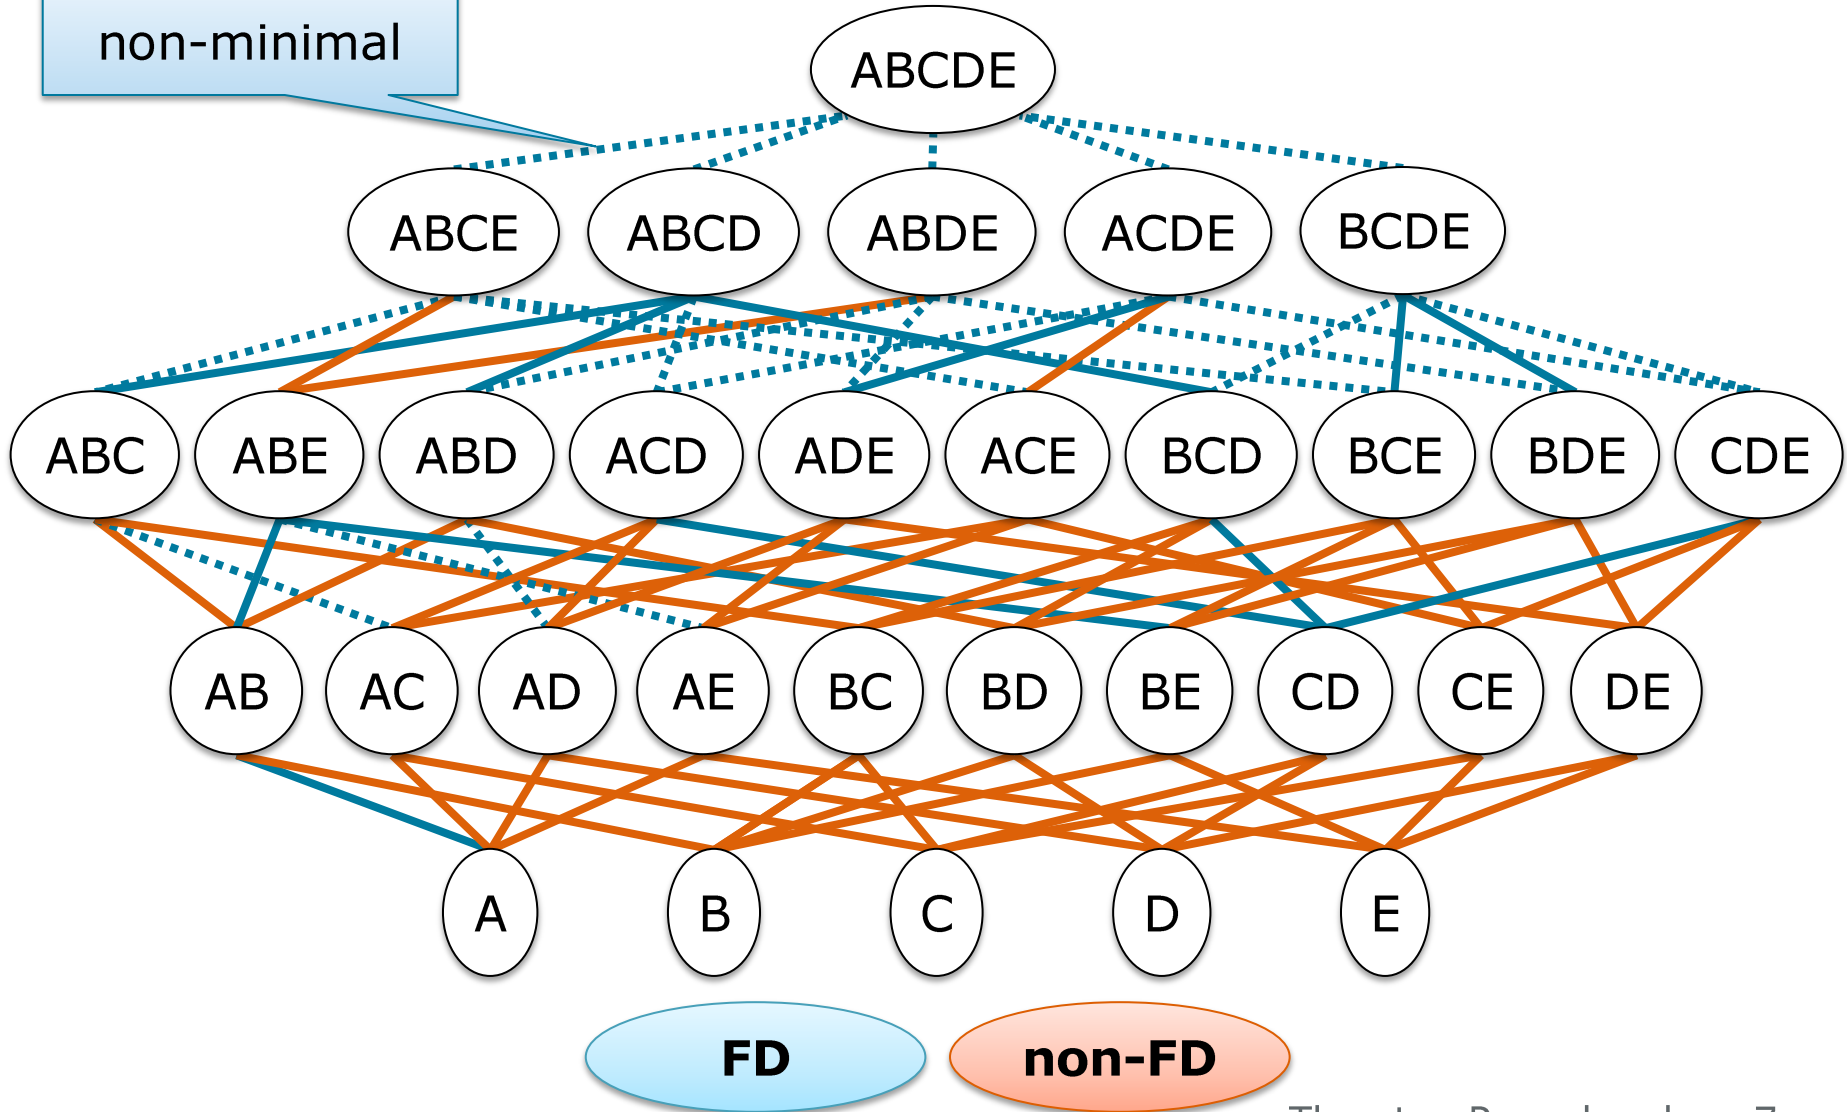 non-minimal
ABCDE
ABCE ABCD ABDE ACDE BCDE
ABC ABE ABD ACD ADE ACE BCD BCE BDE CDE
AB AC AD AE BC BD BE CD CE DE
A B C D E
FD non-FD